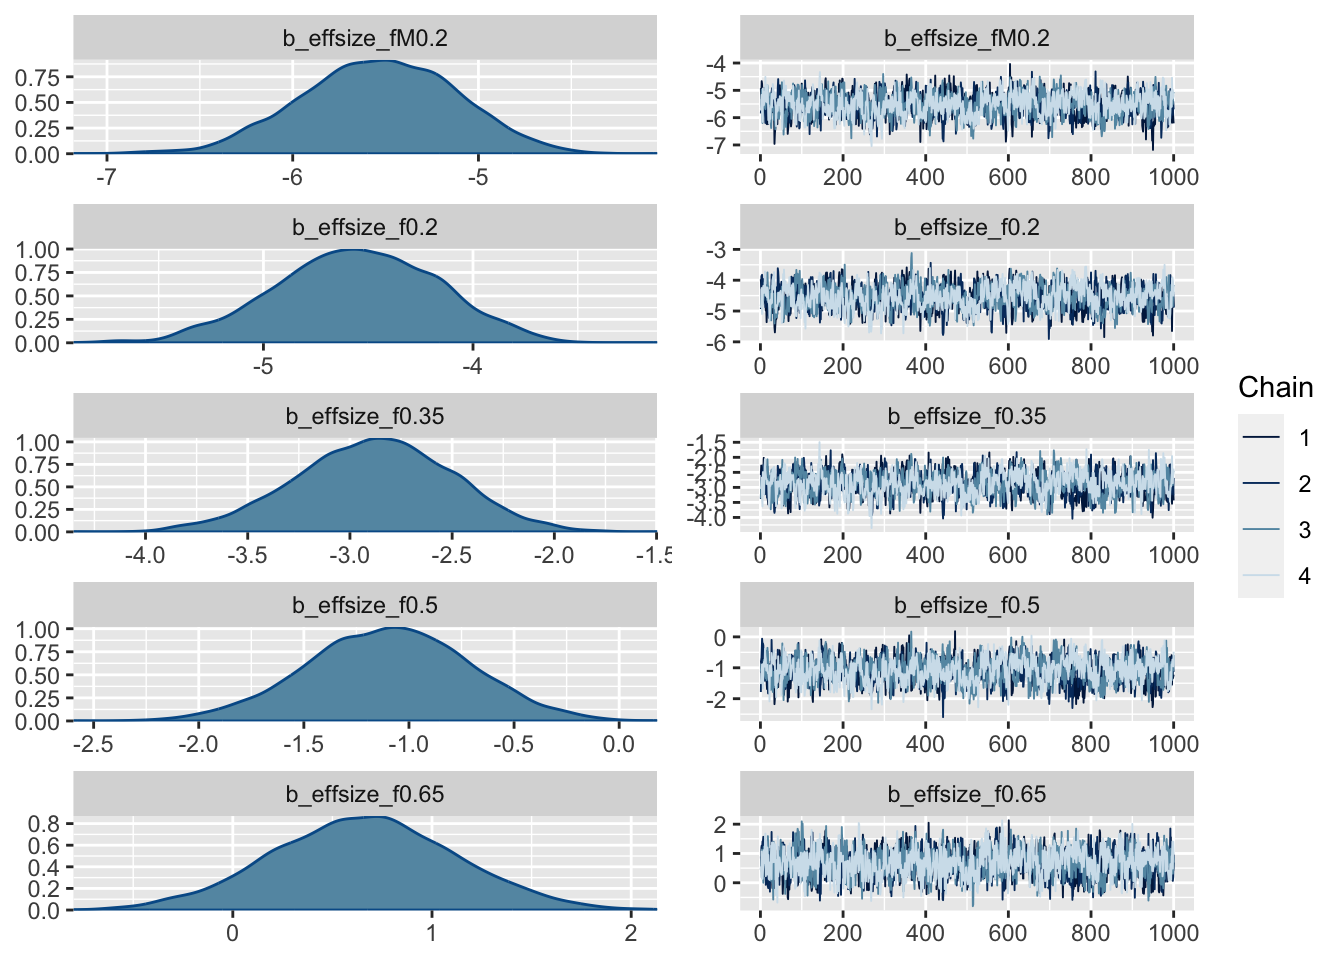 b_effsize_fM0.2
0.75
0.50
0.25
0.00
-7 -6 -5
b_effsize_fM0.2
-4
-5
-6
-7
0 200 400 600 800 1000
b_effsize_f0.2
1.00
0.75
0.50
0.25
0.00
-5 -4
b_effsize_f0.2
-3
-4
-5
-6
0 200 400 600 800 1000
b_effsize_f0.35
1.00
0.75
0.50
0.25
0.00
-4.0 -3.5 -3.0 -2.5 -2.0 -1.5
b_effsize_f0.35
-1.5
-2.0
-2.5
-3.0
-3.5
-4.0
0 200 400 600 800 1000
b_effsize_f0.5
1.00
0.75
0.50
0.25
0.00
-2.5 -2.0 -1.5 -1.0 -0.5 0.0
b_effsize_f0.5
0
-1
-2
0 200 400 600 800 1000
b_effsize_f0.65
0.8
0.6
0.4
0.2
0.0
0 1 2
b_effsize_f0.65
2
1
0
0 200 400 600 800 1000
Chain
1
2
3
4